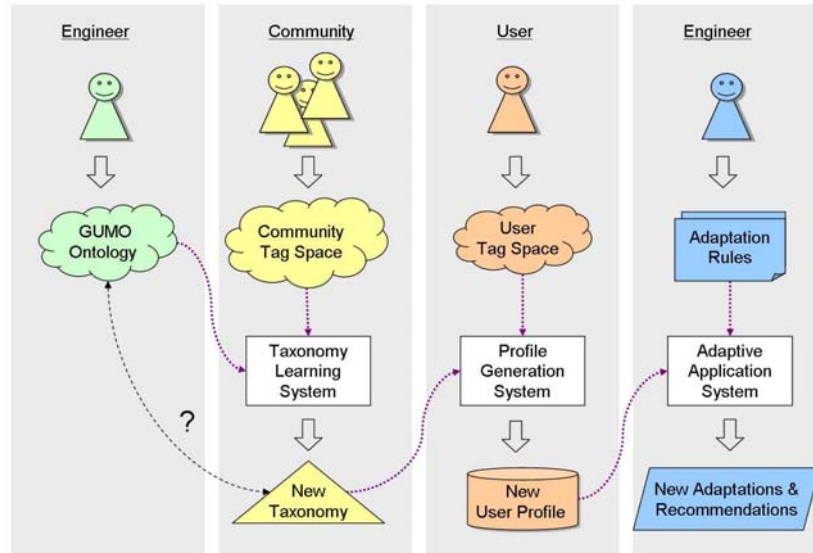 Engineer
Community
User
Engineer
GUMO
Ontology
Community
Tag Space
User
Tag Space
Adaptation
Rules
Taxonomy
Learning
System
Profile
Generation
System
Adaptive
Application
System
?
New
Taxonomy
New
User Profile
New Adaptations &
Recommendations